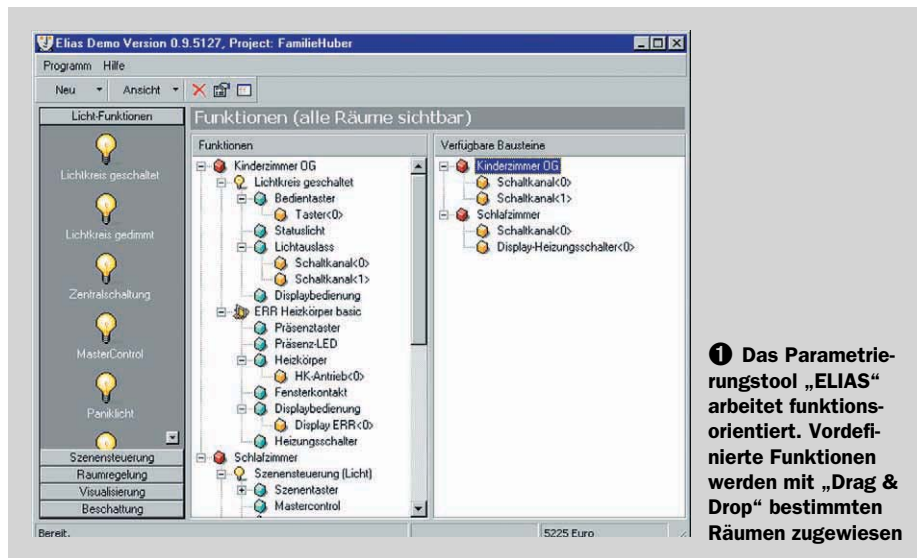 Elias Demo Version 0.9.5127, Project: FamilieHuber
Programm Hilfe
Neu Ansicht
Licht-Funktionen
Lichtkreis geschaltet
Lichtkreis gedimmt
Zentralschaltung
MasterControl
Paniklicht
Szenensteuerung
Raumregelung
Visualisierung
Beschattung
Funktionen (alle Räume sichtbar)
Funktionen
Kinderzimmer OG
Lichtkreis geschaltet
Bedientaster
Taster<0>
Statuslicht
Lichtauslass
Schaltkanal<0>
Schaltkanal<1>
Displaybedienung
ERR Heizkörper basic
Präsenztaster
Präsenz-LED
Heizkörper
HK-Antrieb<0>
Fensterkontakt
Displaybedienung
Display ERR<0>
Heizungsschalter
Schlafzimmer
Szenensteuerung (Licht)
Szenentaster
Mastercontrol
Verfügbare Bausteine
Kinderzimmer OG
Schaltkanal<0>
Schaltkanal<1>
Schlafzimmer
Schaltkanal<0>
Display-Heizungsschalter<0>
Bereit.
5225 Euro
❶ Das Parametrie-
rungstool „ELIAS“
arbeitet funktions-
orientiert. Vordefi-
nierte Funktionen
werden mit „Drag &
Drop“ bestimmten
Räumen zugewiesen